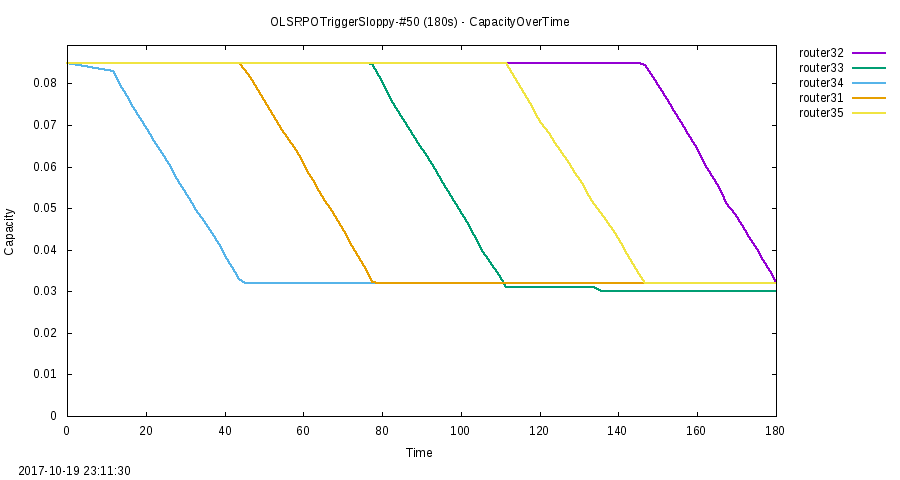 OLSRPOTriggerSloppy-#50 (180s) - CapacityOverTime
router32
router33
router34
router31
router35
0.08
0.07
0.06
0.05
0.04
0.03
0.02
0.01
0
Capacity
0 20 40 60 80 100 120 140 160 180
Time
2017-10-19 23:11:30